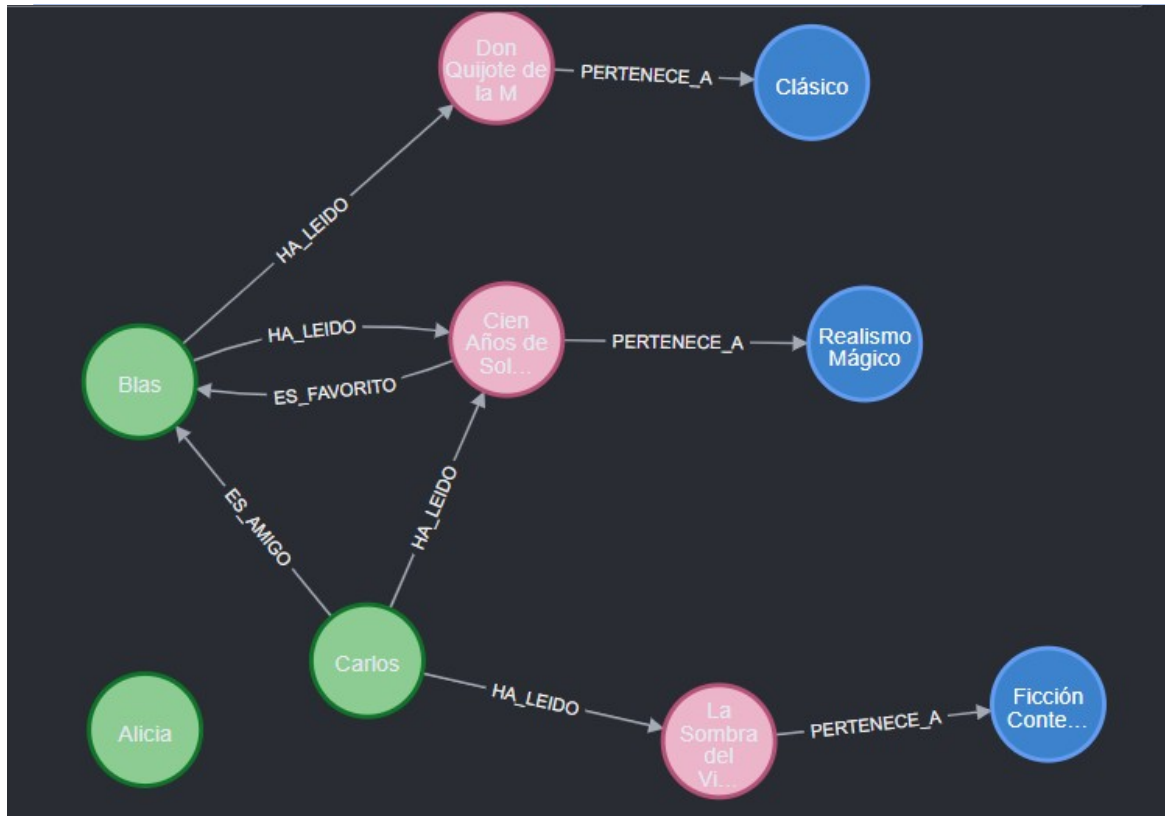 Don
Quijote de
la M
PERTENECE_A
Clásico
HA_LEIDO
HA_LEIDO
Cien
Años de
Sol...
PERTENECE_A
Realismo
Mágico
Blas
ES_FAVORITO
ES_AMIGO
HA_LEIDO
Carlos
HA_LEIDO
La
Sombra
del
Vi...
PERTENECE_A
Ficción
Conte...
Alicia